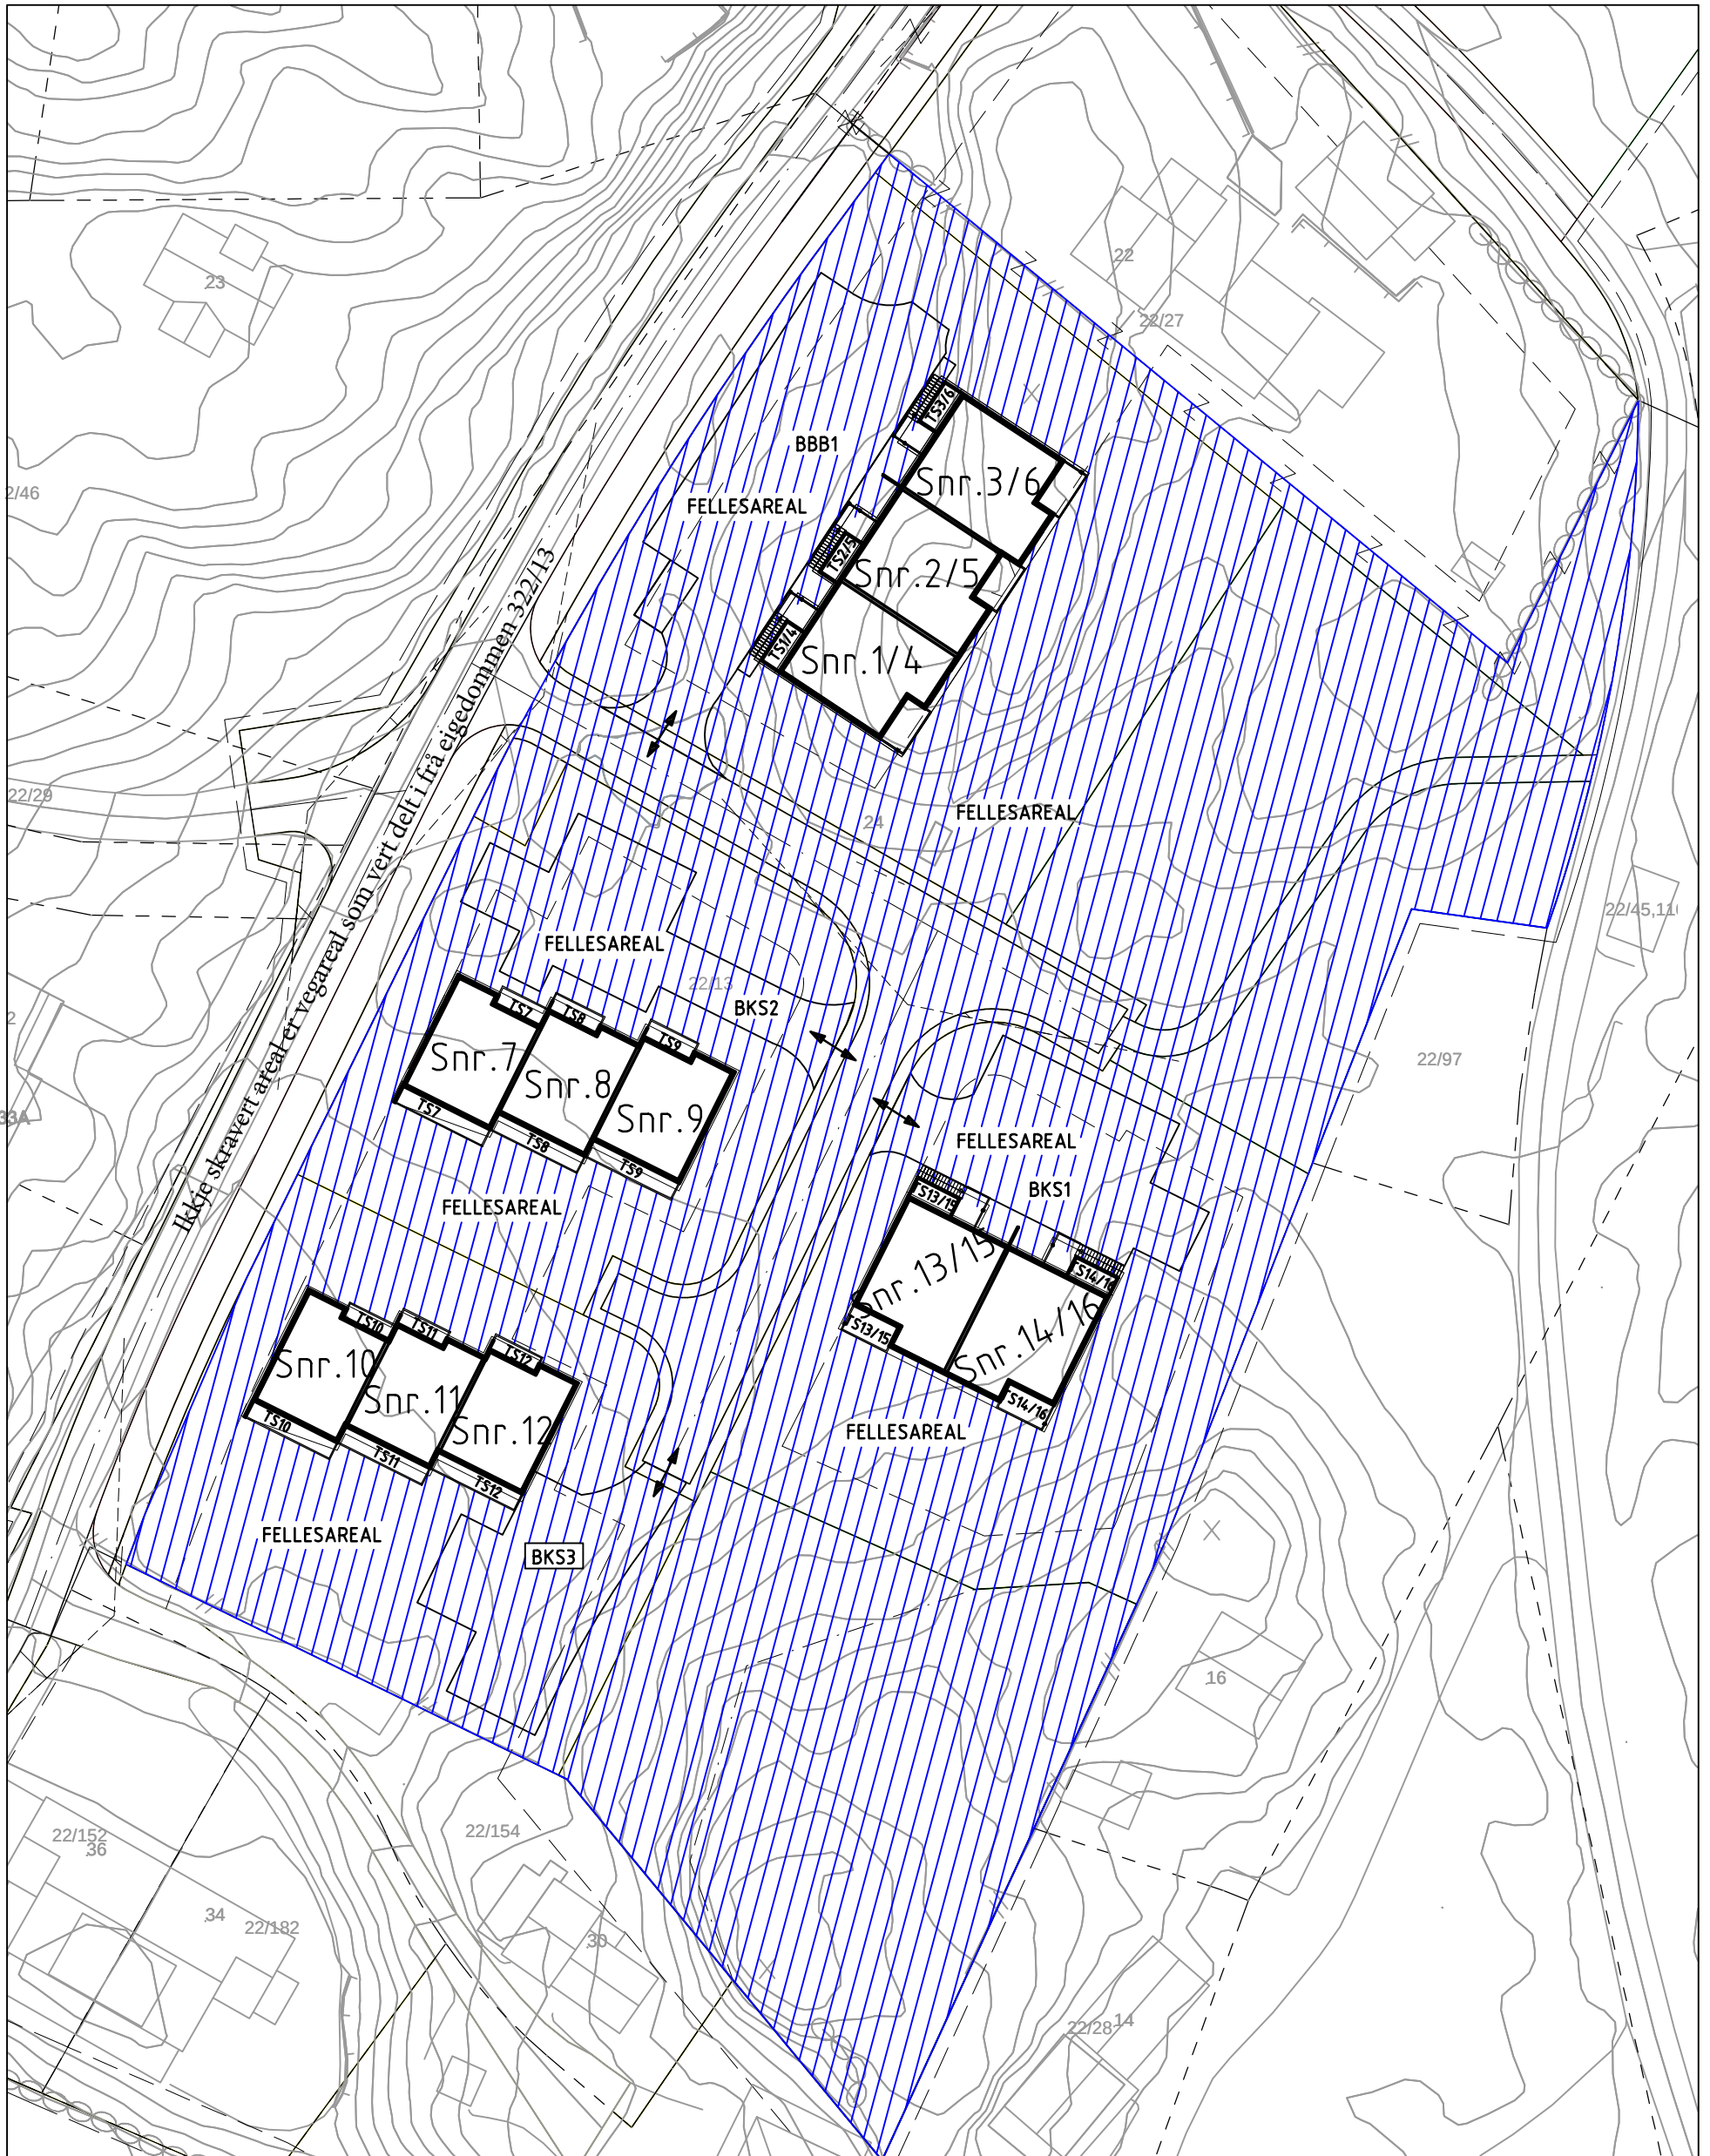 23
22
22/27
BBB1
TS3/6
Snr.3/6
2/46
FELLESAREAL
TS2/5
Snr.2/5
TS1/4
Snr.1/4
Ikkje skravert areal er vegareal som vert delt i frå eigedommen 322/13
22/29
24
FELLESAREAL
22/45,11
FELLESAREAL
22/13
BKS2
TS7
TS8
TS9
Snr.7
Snr.8
Snr.9
22/97
TS7
TS8
TS9
33A
FELLESAREAL
BKS1
TS13/15
FELLESAREAL
Snr.13/15
TS14/16
Snr.14/16
TS13/15
TS14/16
TS10
TS11
TS12
Snr.10
Snr.11
Snr.12
TS10
TS11
TS12
FELLESAREAL
FELLESAREAL
BKS3
16
22/154
22/152
36
34
22/182
30
22/28
14